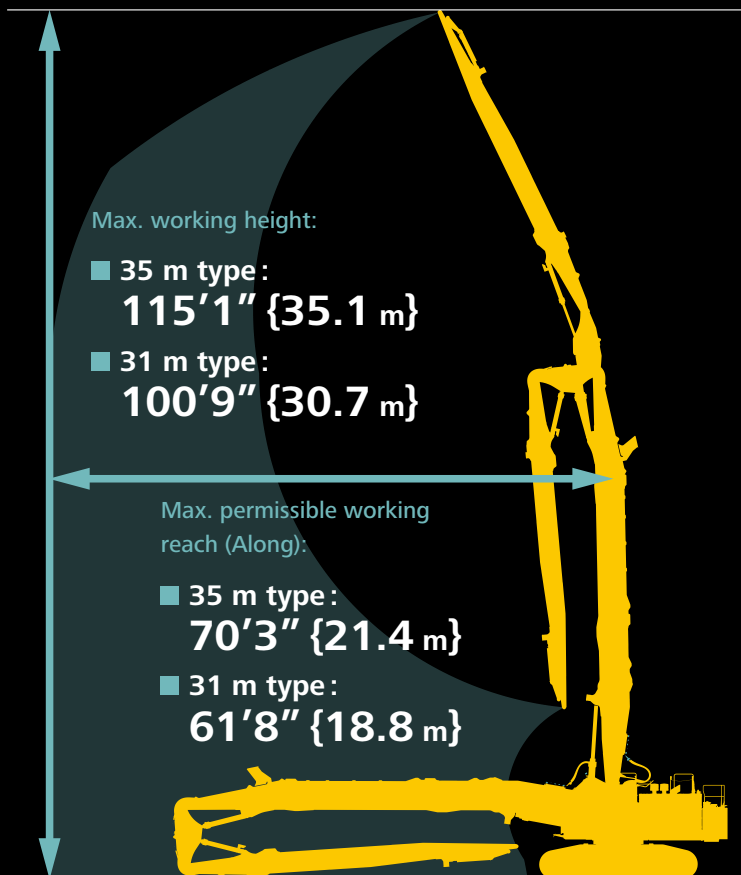 Max. working height:
35 m type:
115’1” {35.1 m}
31 m type:
100’9” {30.7 m}
Max. permissible working
reach (Along):
35 m type:
70’3” {21.4 m}
31 m type:
61’8” {18.8 m}